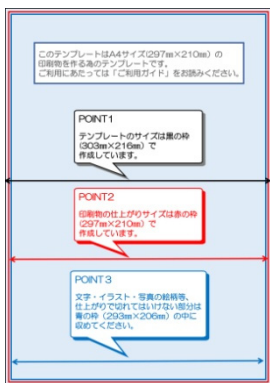 このテンプレートはA4サイズ(297㎜×210㎜)の
印刷物を作る為のテンプレートです。
ご利用にあたっては「ご利用ガイド」をお読みください。
POINT1
テンプレートのサイズは黒の枠
(303㎜×216㎜)で
作成しています。
POINT2
印刷物の仕上がりサイズは赤の枠
(297㎜×210㎜)で
作成しています。
POINT3
文字・イラスト・写真の絵柄等、
仕上がりで切れてはいけない部分は
青の枠(293㎜×206㎜)の中に
収めてください。